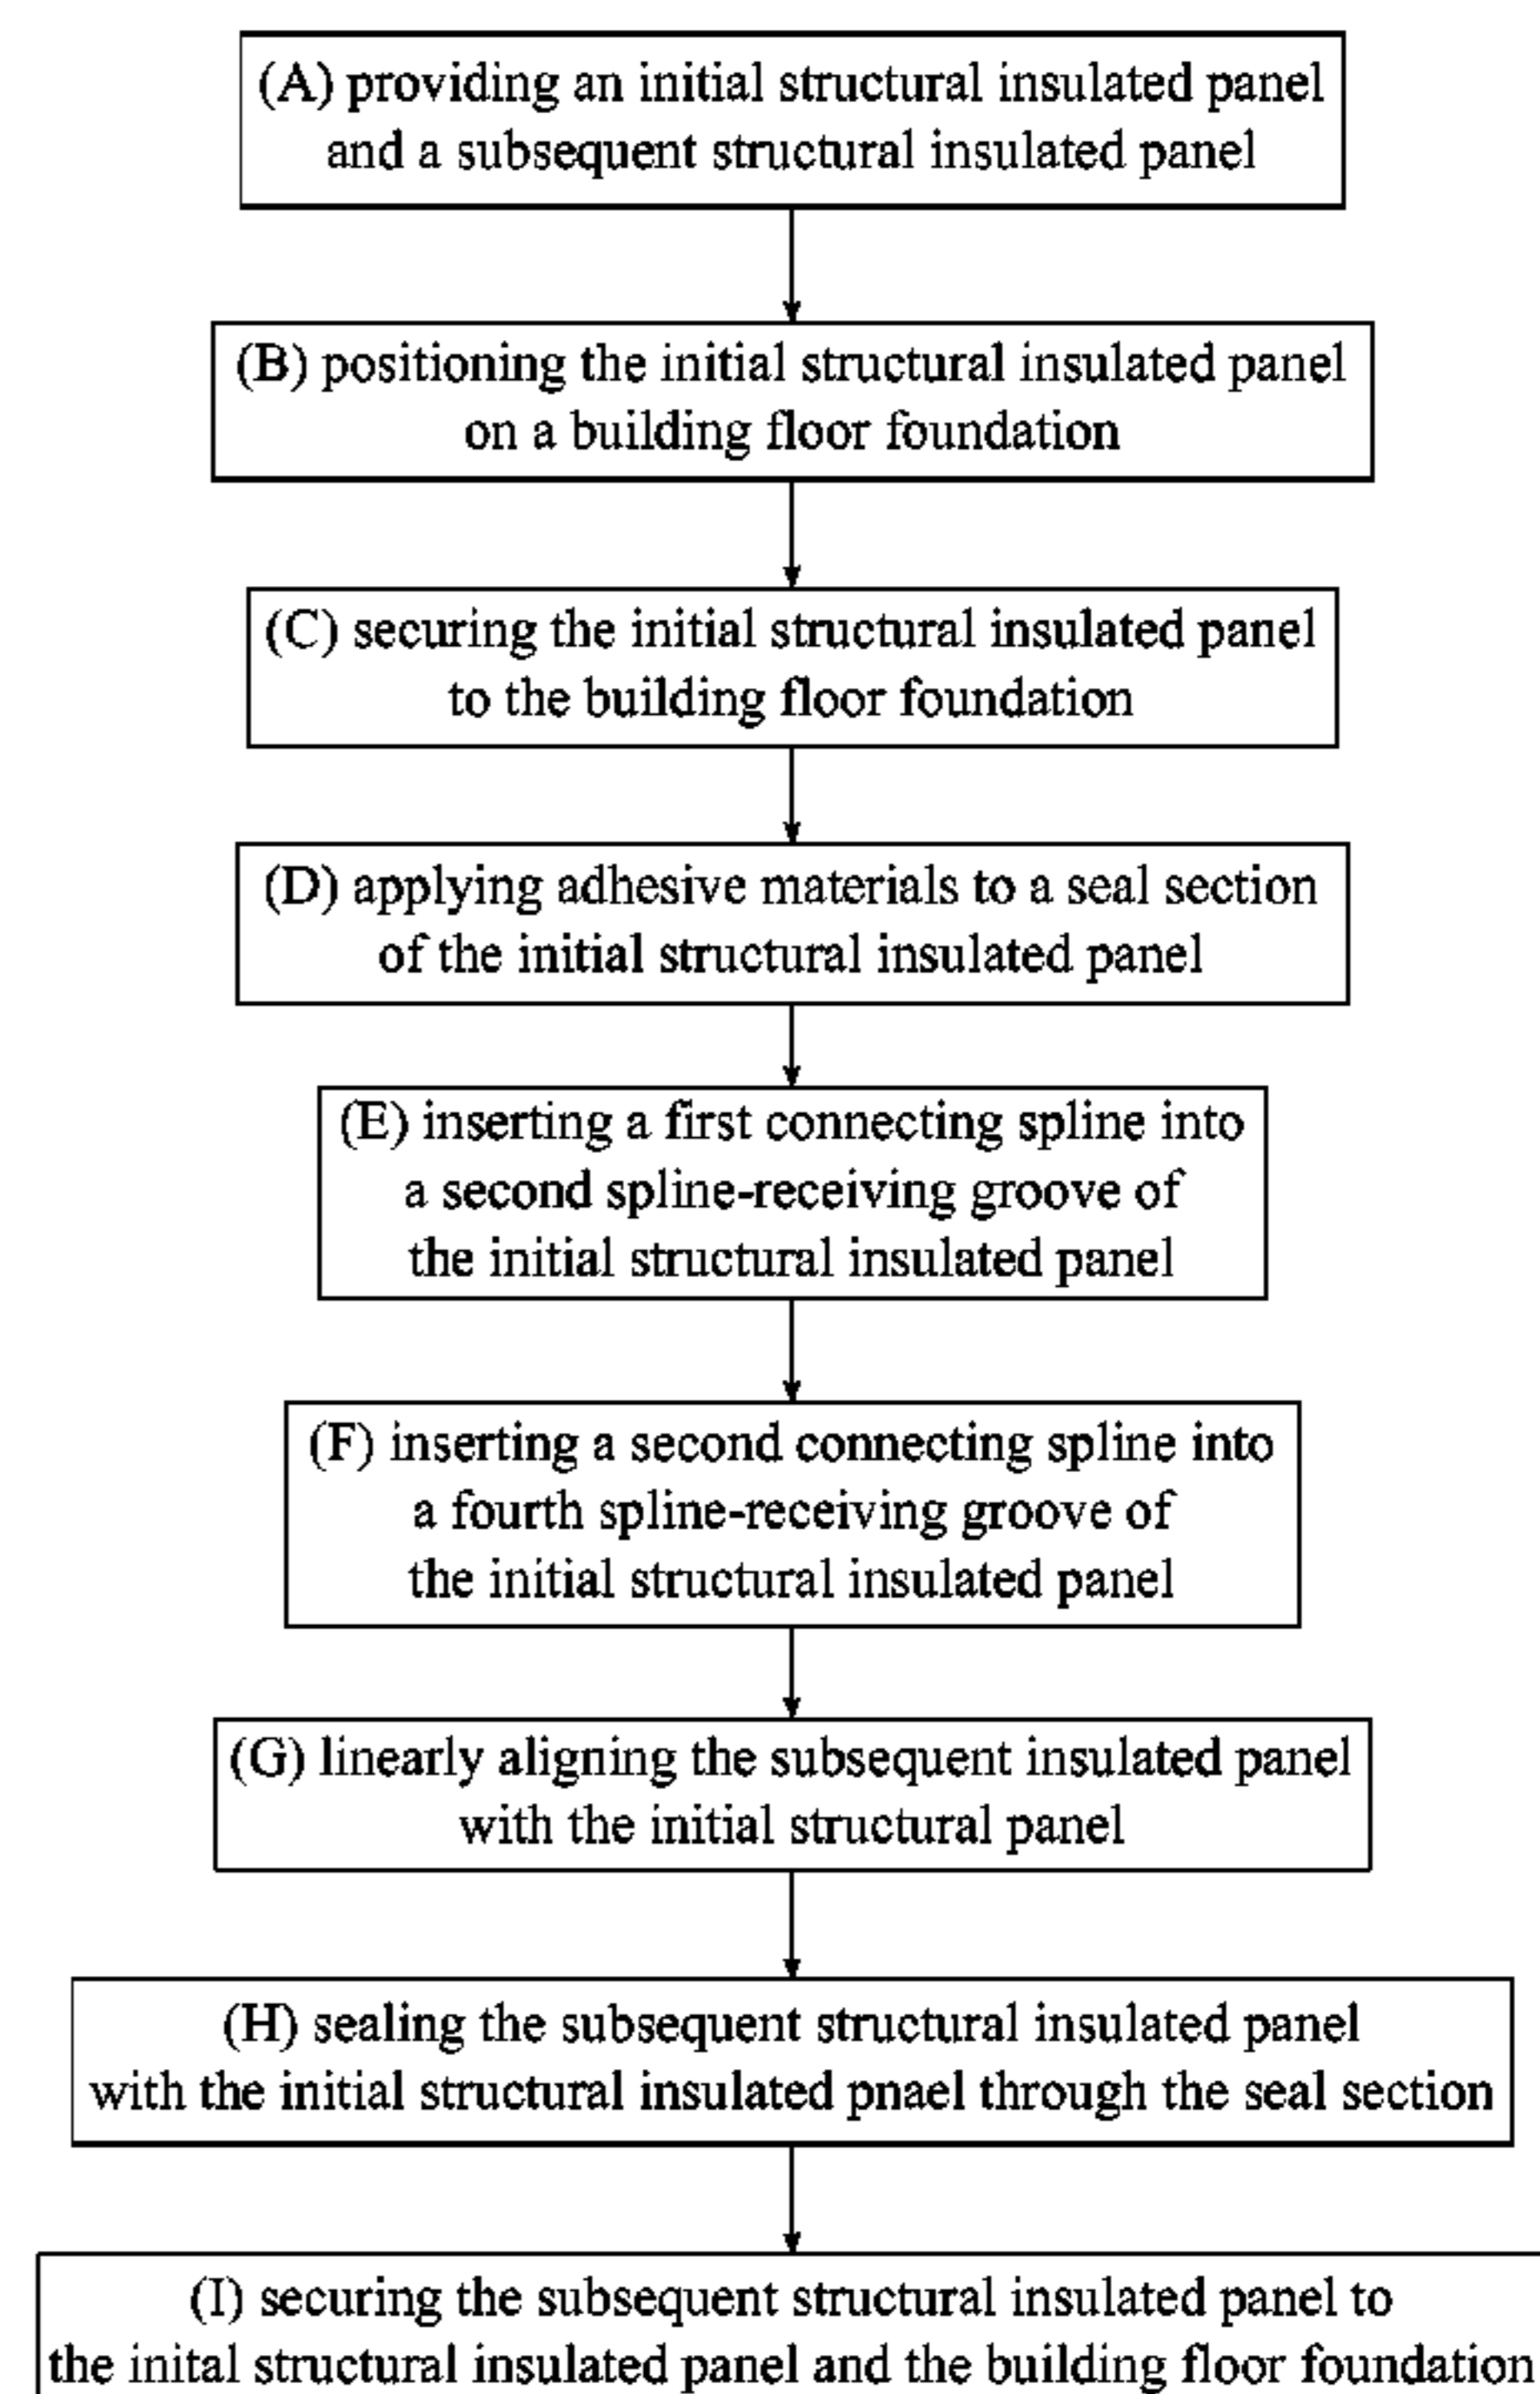 (A) providing an initial structural insulated panel
and a subsequent structural insulated panel
(B) positioning the initial structural insulated panel
on a building floor foundation
(C) securing the initial structural insulated panel
to the building floor foundation
(D) applying adhesive materials to a seal section
of the initial structural insulated panel
(E) inserting a first connecting spline into
a second spline-receiving groove of
the initial structural insulated panel
(F) inserting a second connecting spline into
a fourth spline-receiving groove of
the initial structural insulated panel
(G) linearly aligning the subsequent insulated panel
with the initial structural panel
(H) sealing the subsequent structural insulated panel
with the initial structural insulated pnael through the seal section
(I) securing the subsequent structural insulated panel to
the inital structural insulated panel and the building floor foundation